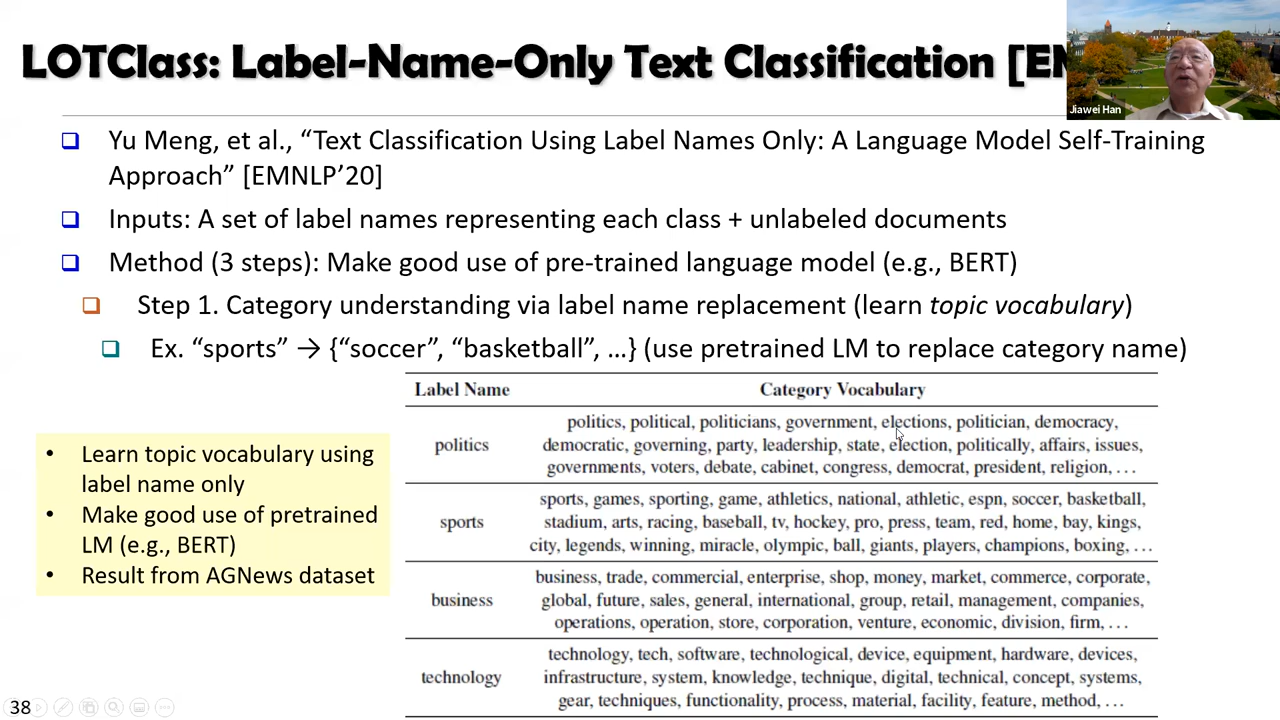 LOTClass: Label-Name-Only Text Classification [EM
Jiawei Han
Yu Meng, et al., “Text Classification Using Label Names Only: A Language Model Self-Training
Approach” [EMNLP’20]
Inputs: A set of label names representing each class + unlabeled documents
Method (3 steps): Make good use of pre-trained language model (e.g., BERT)
Step 1. Category understanding via label name replacement (learn topic vocabulary)
Ex. “sports” → {“soccer”, “basketball”, …} (use pretrained LM to replace category name)
• Learn topic vocabulary using
label name only
• Make good use of pretrained
LM (e.g., BERT)
• Result from AGNews dataset
Label Name Category Vocabulary
politics, political, politicians, government, elections, politician, democracy,
politics democratic, governing, party, leadership, state, election, politically, affairs, issues,
governments, voters, debate, cabinet, congress, democrat, president, religion, …
sports, games, sporting, game, athletics, national, athletic, espn, soccer, basketball,
sports stadium, arts, racing, baseball, tv, hockey, pro, press, team, red, home, bay, kings,
city, legends, winning, miracle, olympic, ball, giants, players, champions, boxing, …
business, trade, commercial, enterprise, shop, money, market, commerce, corporate,
business global, future, sales, general, international, group, retail, management, companies,
operations, operation, store, corporation, venture, economic, division, firm, …
technology, tech, software, technological, device, equipment, hardware, devices,
technology infrastructure, system, knowledge, technique, digital, technical, concept, systems,
gear, techniques, functionality, process, material, facility, feature, method, …
38